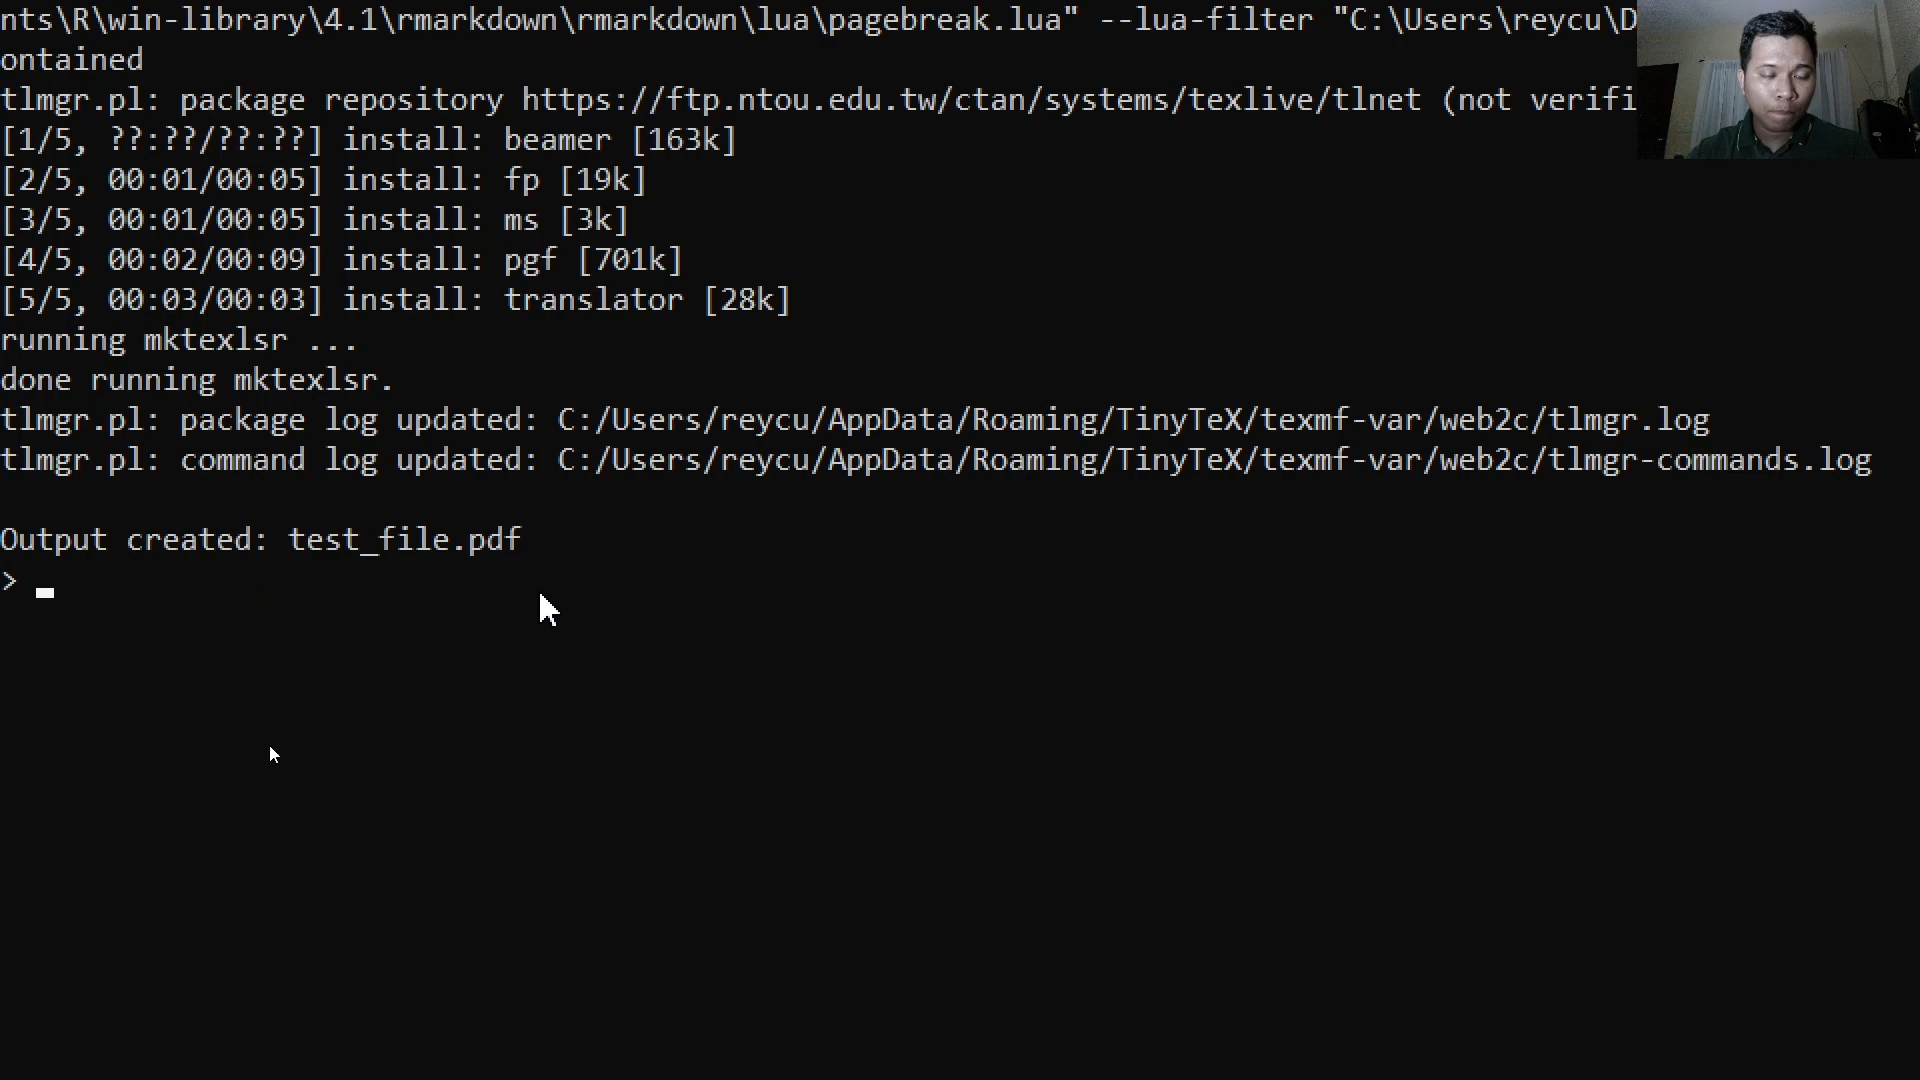 nts\R\win-library\4.1\rmarkdown\rmarkdown\lua\pagebreak.lua" --lua-filter "C:\Users\reycu\D
ontained
tlmgr.pl: package repository https://ftp.ntou.edu.tw/ctan/systems/texlive/tlnet (not verifi
[1/5, ??:??/??:??] install: beamer [163k]
[2/5, 00:01/00:05] install: fp [19k]
[3/5, 00:01/00:05] install: ms [3k]
[4/5, 00:02/00:09] install: pgf [701k]
[5/5, 00:03/00:03] install: translator [28k]
running mktexlsr ...
done running mktexlsr.
tlmgr.pl: package log updated: C:/Users/reycu/AppData/Roaming/TinyTeX/texmf-var/web2c/tlmgr.log
tlmgr.pl: command log updated: C:/Users/reycu/AppData/Roaming/TinyTeX/texmf-var/web2c/tlmgr-commands.log
Output created: test_file.pdf
>